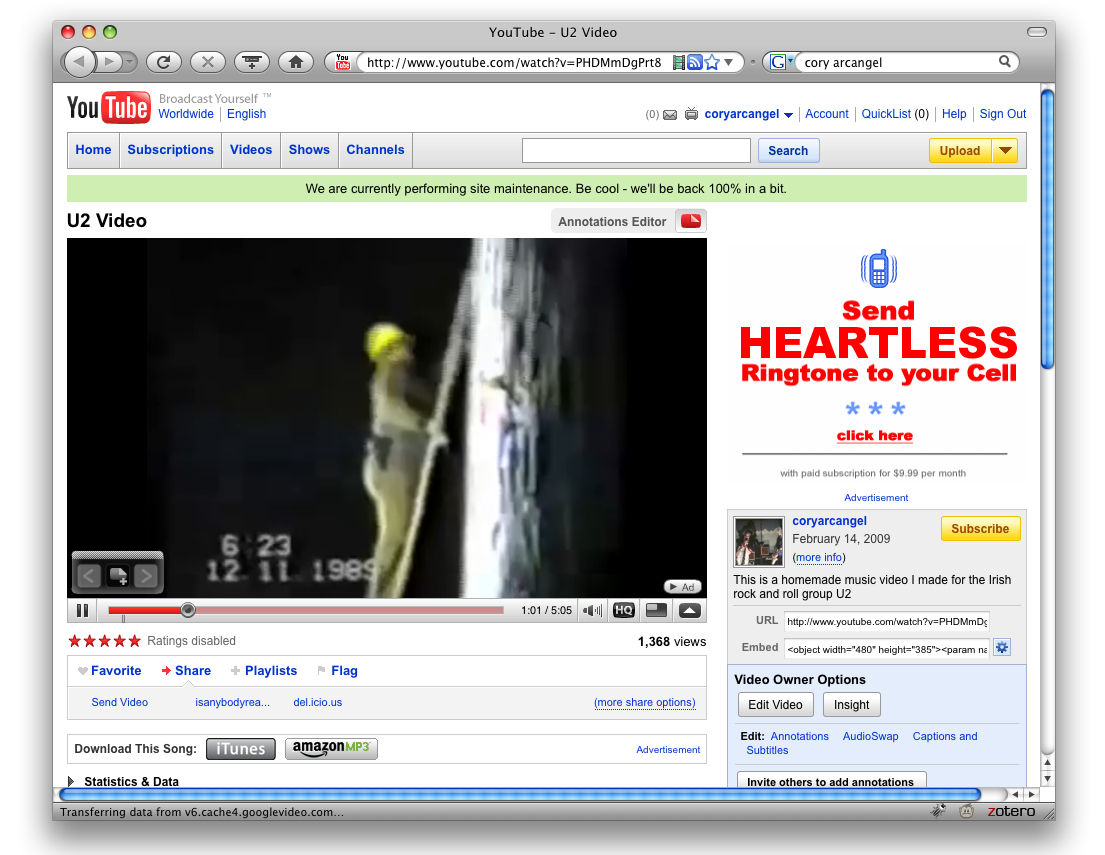 YouTube - U2 Video
You Tube
http://www.youtube.com/watch?v=PHDMmDgPrt8
G
cory arcangel
YouTube
Broadcast Yourself ™
Worldwide
English
(0)
coryarcangel
Account
QuickList (0)
Help
Sign Out
Home
Subscriptions
Videos
Shows
Channels
Search
Upload
We are currently performing site maintenance. Be cool - we'll be back 100% in a bit.
U2 Video
Annotations Editor
6:23
12.11.1989
Ad
1:01 / 5:05
HQ
Ratings disabled
1,368 views
Favorite
Share
Playlists
Flag
Send Video
isanybodyrea...
del.icio.us
(more share options)
Download This Song:
iTunes
amazonMP3
Advertisement
Statistics & Data
Send
HEARTLESS
Ringtone to your Cell
* * *
click here
with paid subscription for $9.99 per month
Advertisement
coryarcangel
February 14, 2009
(more info)
Subscribe
This is a homemade music video I made for the Irish
rock and roll group U2
URL
http://www.youtube.com/watch?v=PHDMmDg
Embed
<object width="480" height="385"><param na
Video Owner Options
Edit Video
Insight
Edit: Annotations AudioSwap Captions and
Subtitles
Invite others to add annotations
Transferring data from v6.cache4.googlevideo.com...
zotero